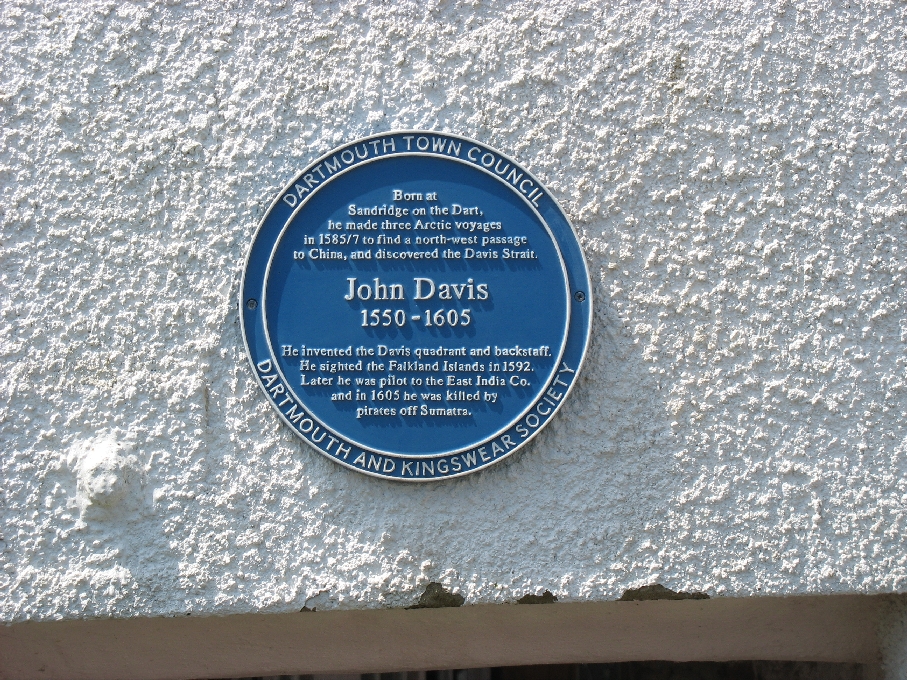 DARTMOUTH TOWN COUNCIL
Born at
Sandridge on the Dart,
he made three Arctic voyages
in 1585/7 to find a north-west passage
to China, and discovered the Davis Strait.
John Davis
1550 - 1605
He invented the Davis quadrant and backstaff.
He sighted the Falkland Islands in 1592.
Later he was pilot to the East India Co.
and in 1605 he was killed by
pirates off Sumatra.
DARTMOUTH AND KINGSWEAR SOCIETY